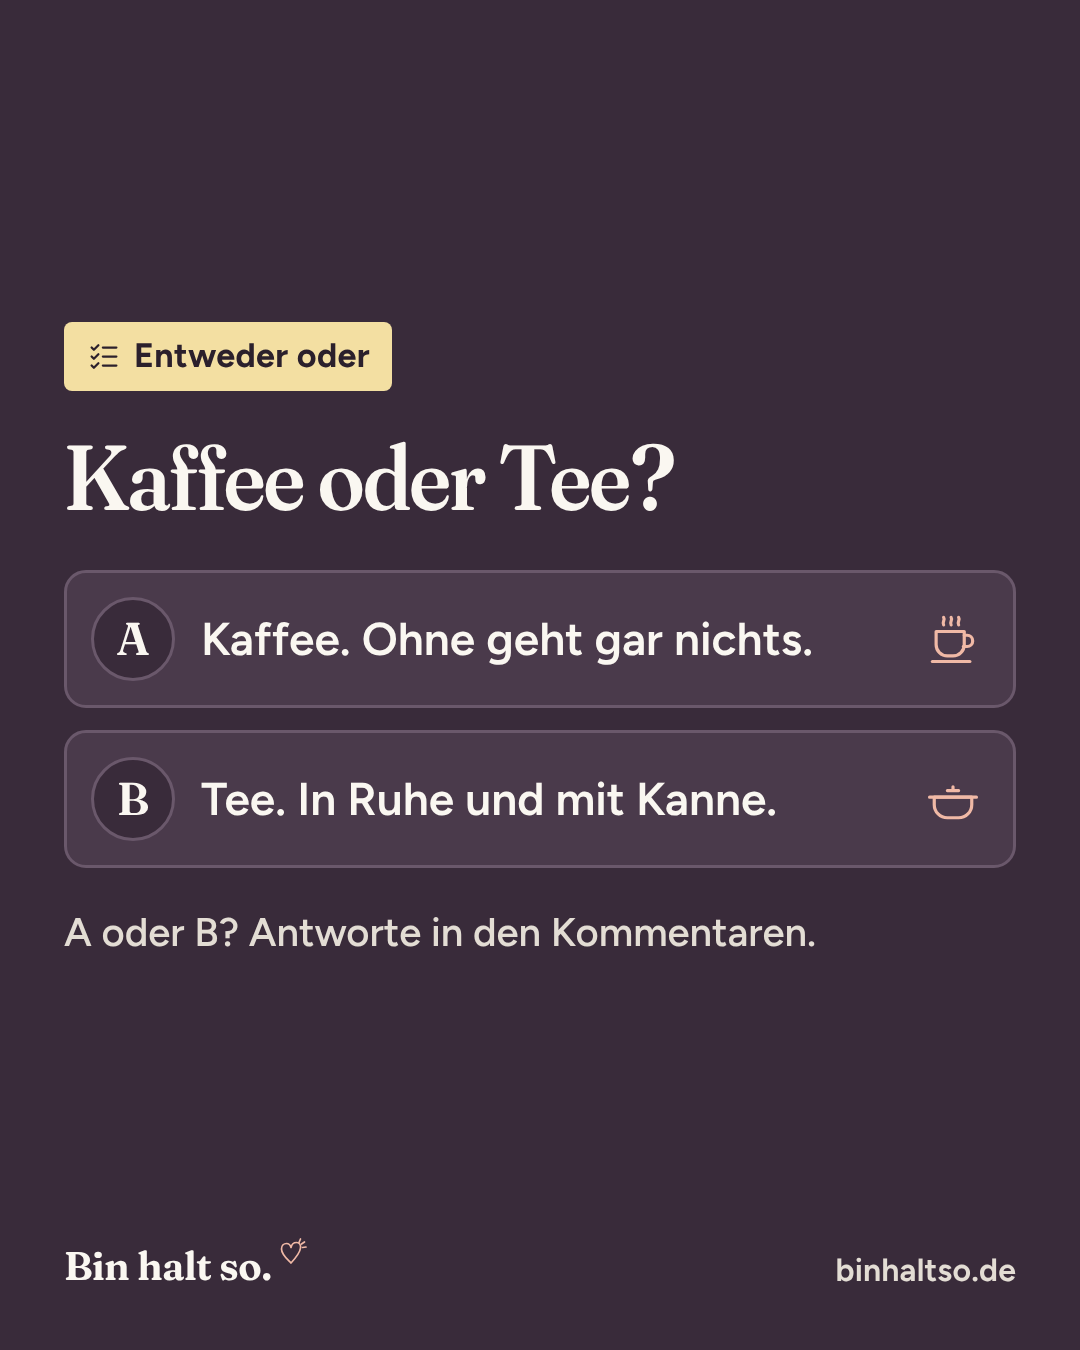 Entweder oder
Kaffee oder Tee?
A Kaffee. Ohne geht gar nichts.
B Tee. In Ruhe und mit Kanne.
A oder B? Antworte in den Kommentaren.
Bin halt so.
binhaltso.de